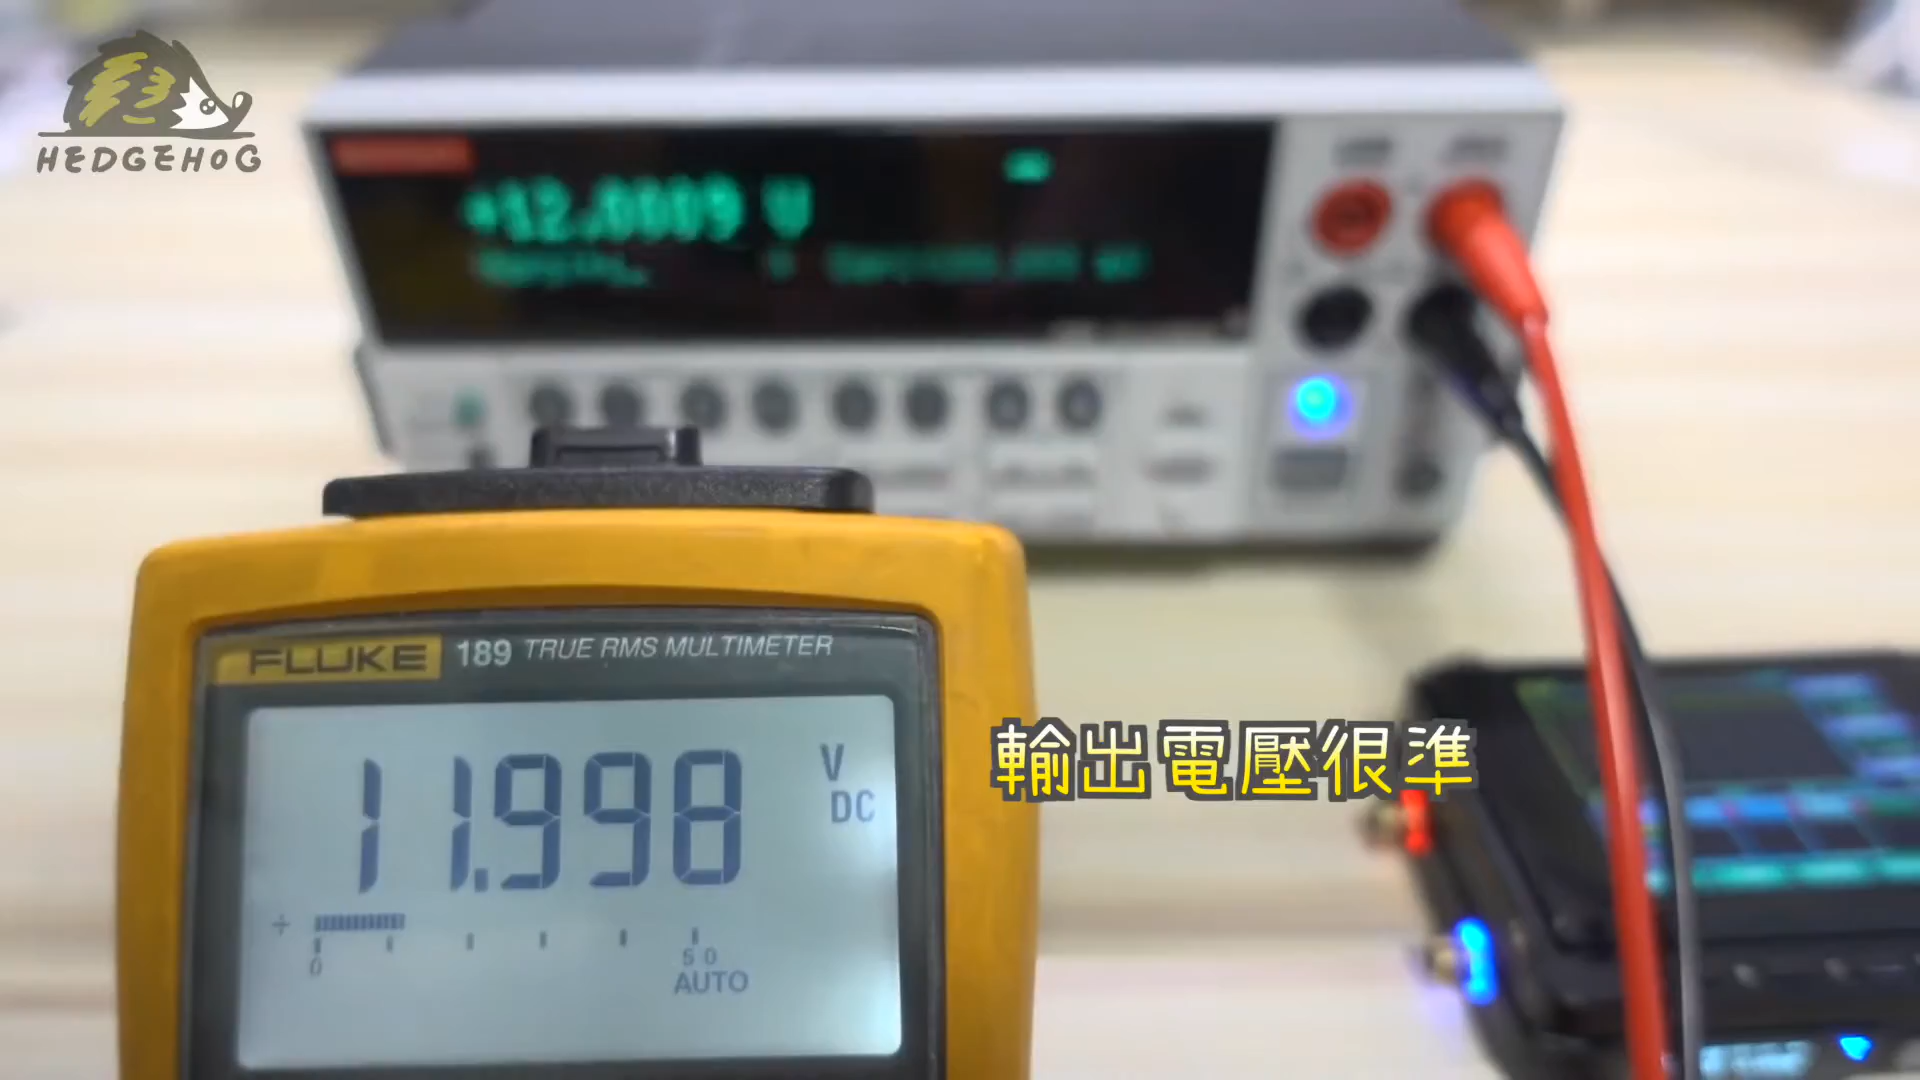 HEDGEHOG
+12.0009 V
FLUKE 189 TRUE RMS MULTIMETER
11.998 V DC
0 50
AUTO
輸出電壓很準